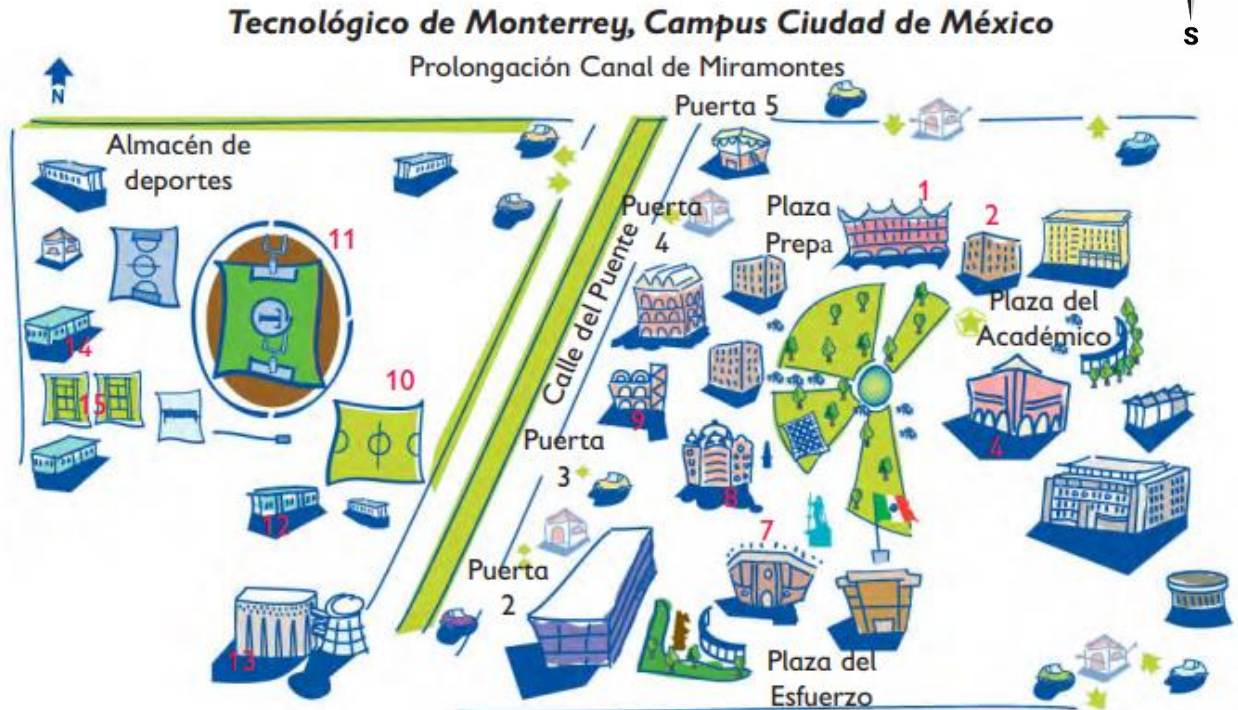 Tecnológico de Monterrey, Campus Ciudad de México
S
Prolongación Canal de Miramontes
N
Puerta 5
Almacén de
deportes
Puerta
4
Plaza
Prepa
1
2
11
Calle del Puente
Plaza del
Académico
14
15
10
9
4
Puerta
3
8
12
7
Puerta
2
13
Plaza del
Esfuerzo